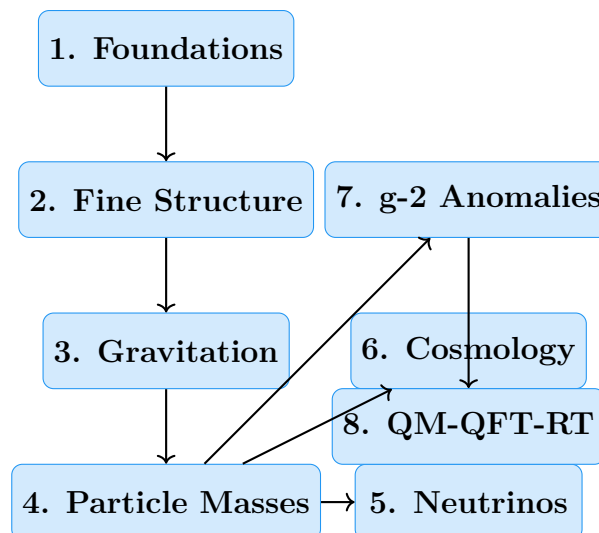 1. Foundations
2. Fine Structure
7. g-2 Anomalies
3. Gravitation
6. Cosmology
8. QM-QFT-RT
4. Particle Masses
5. Neutrinos